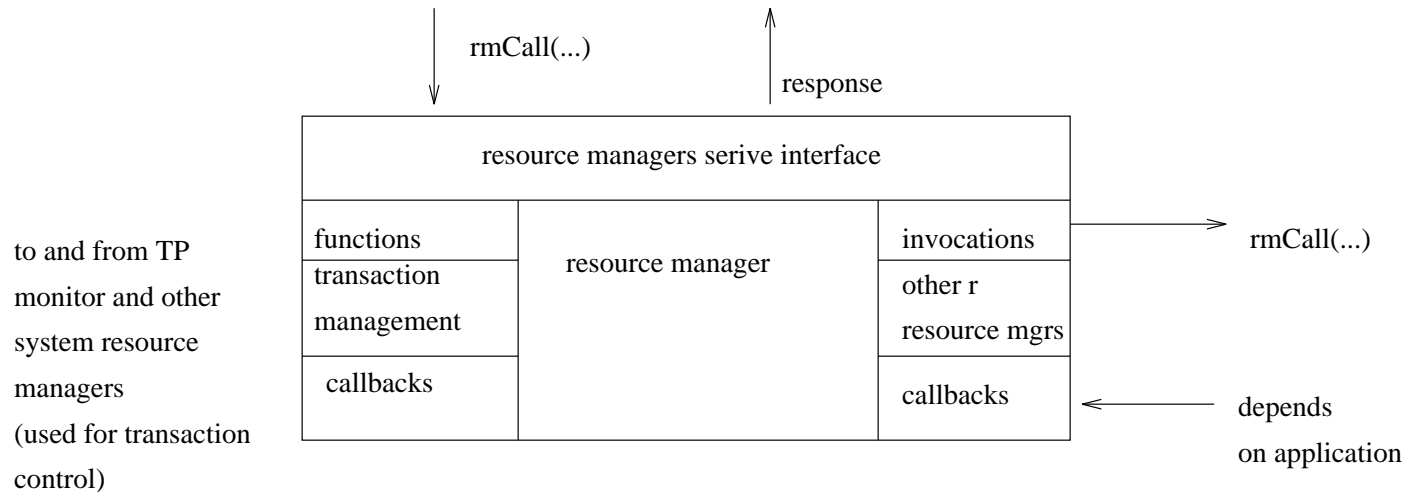 rmCall(...)
response
resource managers serive interface
to and from TP
monitor and other
system resource
managers
(used for transaction
control)
functions
transaction
management
callbacks
resource manager
invocations
other r
resource mgrs
callbacks
rmCall(...)
depends
on application